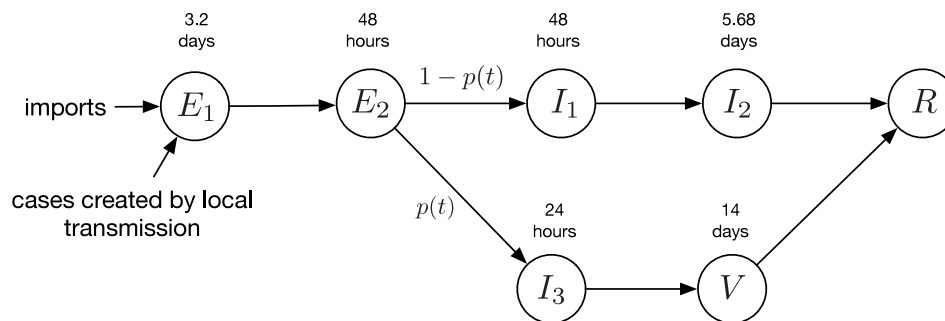 3.2
days
48
hours
48
hours
5.68
days
imports
E₁
E₂
1 − p(t)
I₁
I₂
R
cases created by local
transmission
p(t)
24
hours
14
days
I₃
V